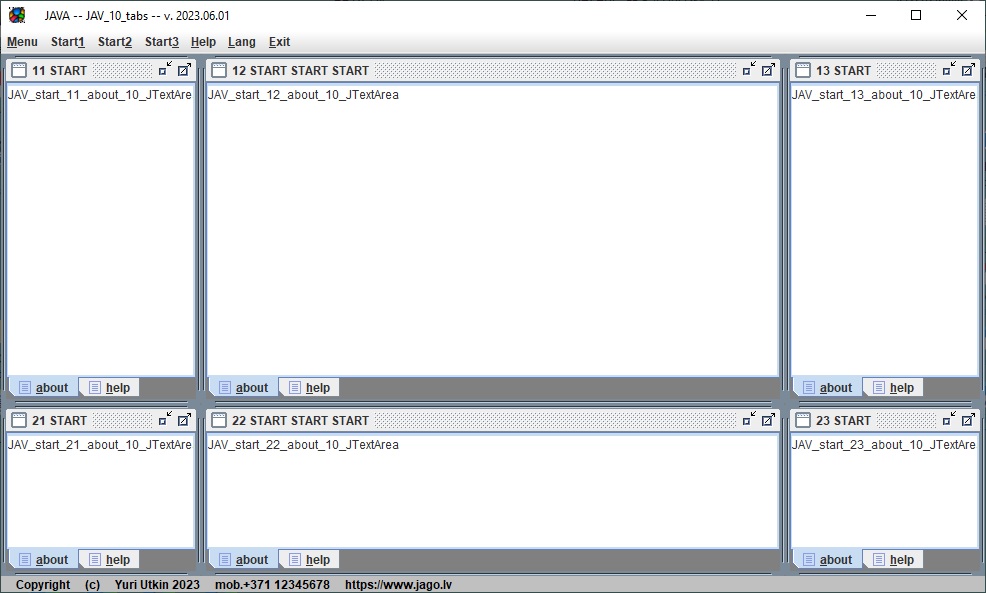 JAVA -- JAV_10_tabs -- v. 2023.06.01
Menu Start1 Start2 Start3 Help Lang Exit
11 START
JAV_start_11_about_10_JTextAre
about help
12 START START START
JAV_start_12_about_10_JTextArea
about help
13 START
JAV_start_13_about_10_JTextAre
about help
21 START
JAV_start_21_about_10_JTextAre
about help
22 START START START
JAV_start_22_about_10_JTextArea
about help
23 START
JAV_start_23_about_10_JTextAre
about help
Copyright (c) Yuri Utkin 2023 mob.+371 12345678 https://www.jago.lv